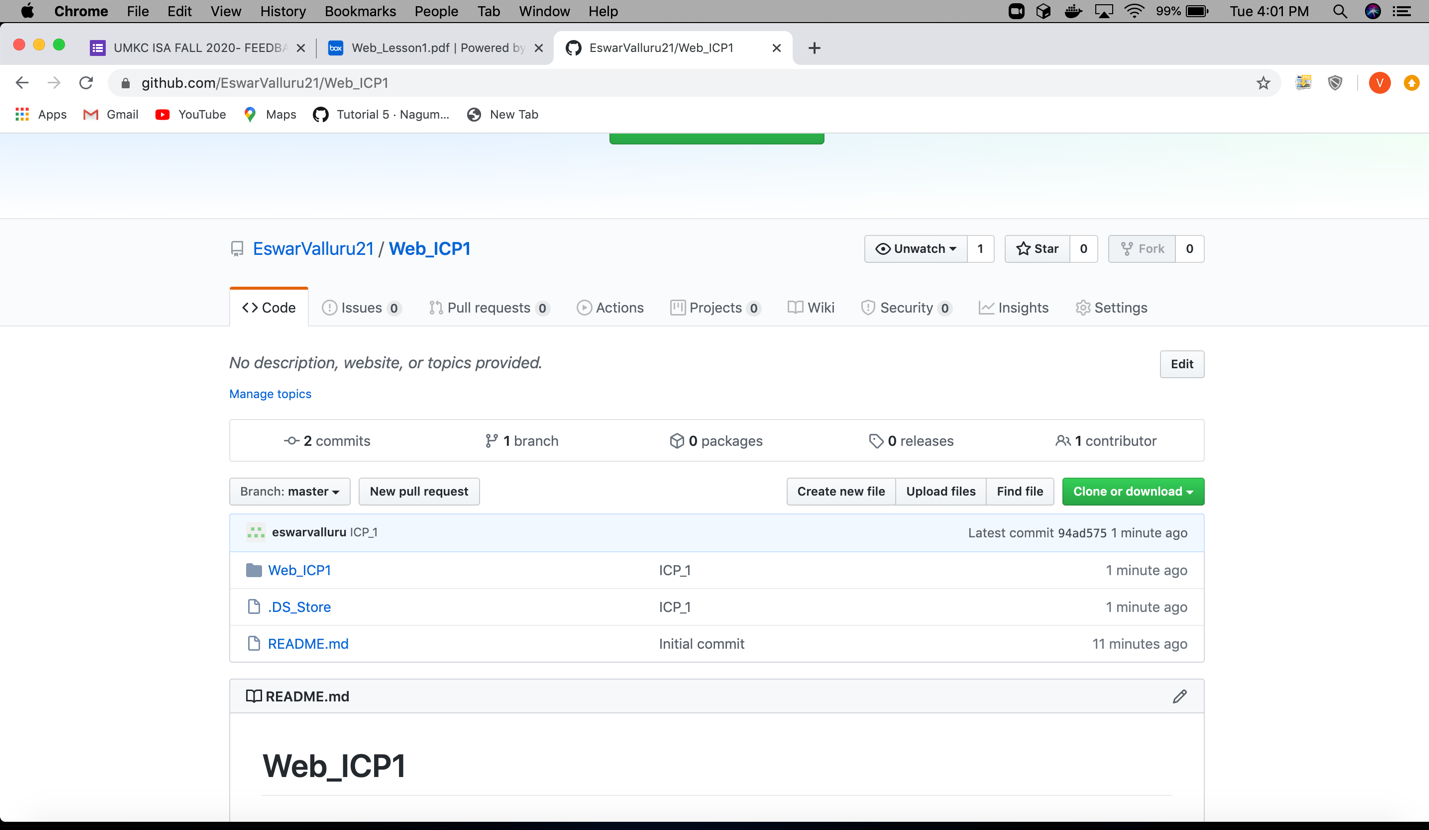 Chrome File Edit View History Bookmarks People Tab Window Help 99% Tue 4:01 PM
UMKC ISA FALL 2020- FEEDBA Web_Lesson1.pdf | Powered by EswarValluru21/Web_ICP1
github.com/EswarValluru21/Web_ICP1 V
Apps Gmail YouTube Maps Tutorial 5 · Nagum... New Tab
EswarValluru21 / Web_ICP1 Unwatch 1 Star 0 Fork 0
Code Issues 0 Pull requests 0 Actions Projects 0 Wiki Security 0 Insights Settings
No description, website, or topics provided. Edit
Manage topics
2 commits 1 branch 0 packages 0 releases 1 contributor
Branch: master New pull request Create new file Upload files Find file Clone or download
eswarvalluru ICP_1 Latest commit 94ad575 1 minute ago
Web_ICP1 ICP_1 1 minute ago
.DS_Store ICP_1 1 minute ago
README.md Initial commit 11 minutes ago
README.md
Web_ICP1